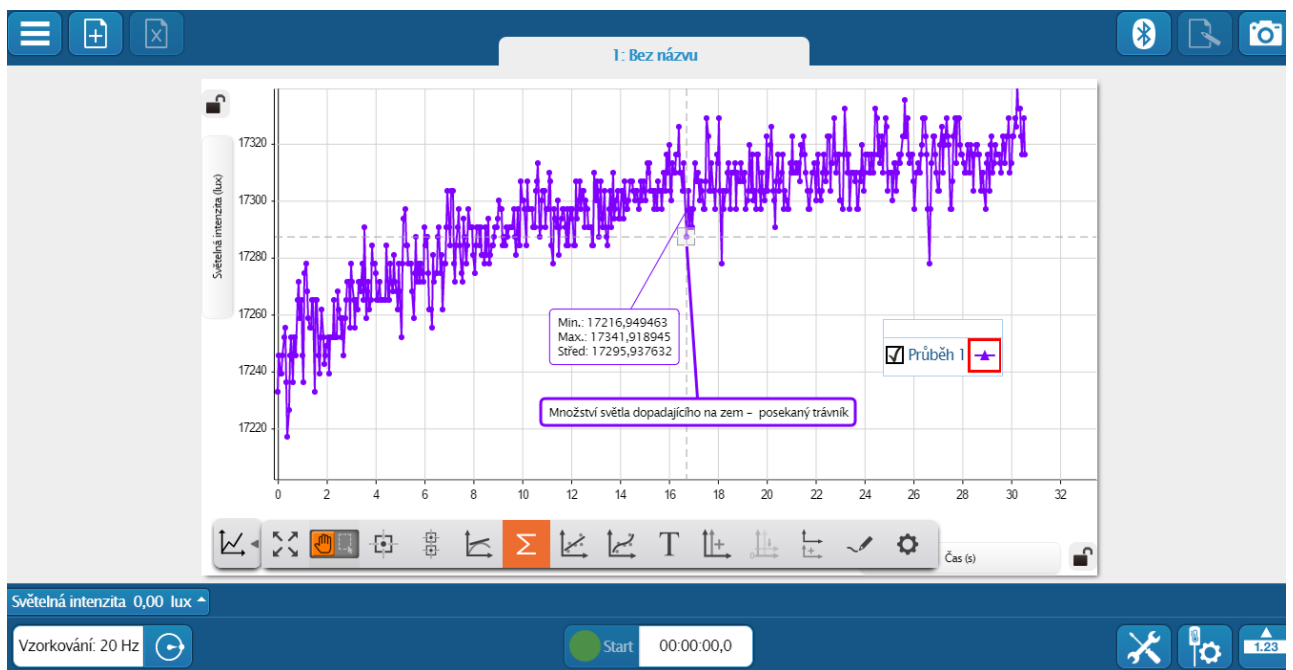 1: Bez názvu
Světelná intenzita (lux)
17320
17300
17280
17260
17240
17220
Min.: 17216,949463
Max.: 17341,918945
Střed: 17295,937632
Průběh 1
Množství světla dopadajícího na zem – posekaný trávník
0 2 4 6 8 10 12 14 16 18 20 22 24 26 28 30 32
Σ T
Čas (s)
Světelná intenzita 0,00 lux
Vzorkování: 20 Hz
Start
00:00:00,0
1.23